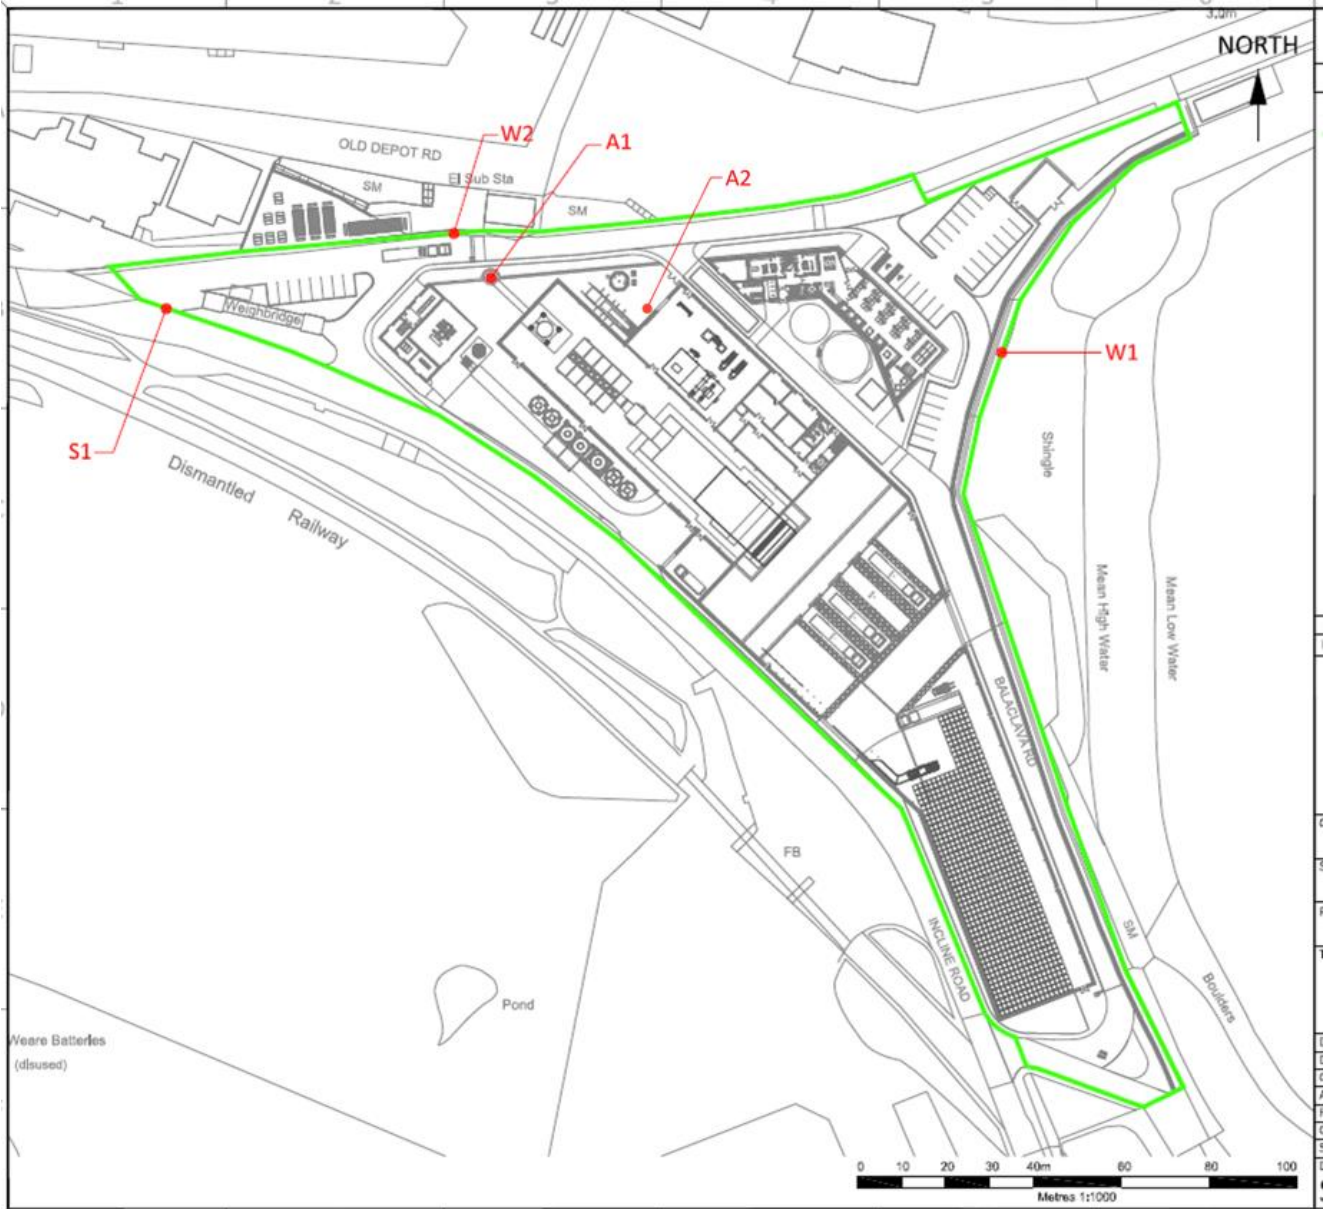 3.0m
NORTH
W2
A1
OLD DEPOT RD
El Sub Sta
SM
SM
A2
Weighbridge
W1
S1
Dismantled
Railway
Shingle
Mean High Water
Mean Low Water
BALACLAVA RD
FB
INCLINE ROAD
SM
Boulders
Pond
Weare Batteries
(disused)
0 10 20 30 40m 60 80 100
Metres 1:1000